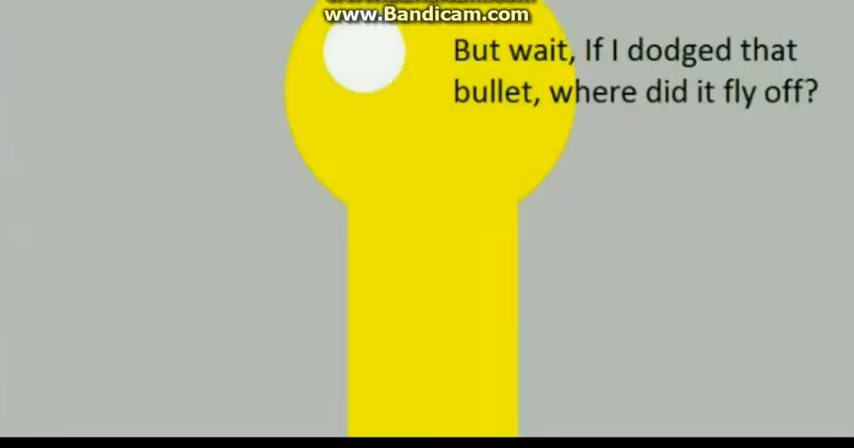 www.Bandicam.com
But wait, If I dodged that
bullet, where did it fly off?